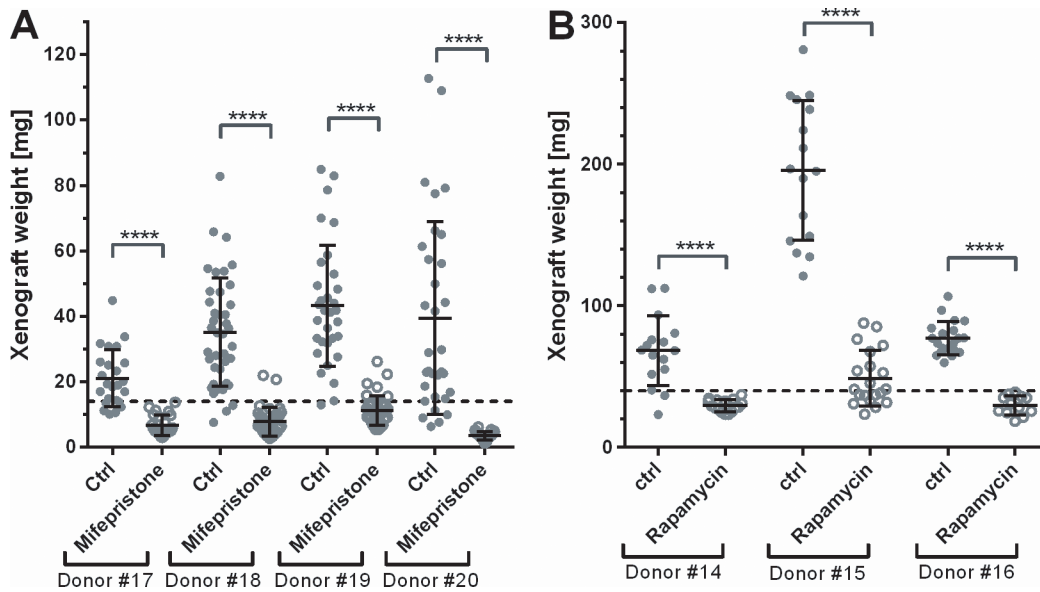 A
Xenograft weight [mg]
120
100
80
60
40
20
0
****
****
****
****
Ctrl
Mifepristone
Ctrl
Mifepristone
Ctrl
Mifepristone
Ctrl
Mifepristone
Donor #17
Donor #18
Donor #19
Donor #20
B
Xenograft weight [mg]
300
200
100
0
****
****
****
ctrl
Rapamycin
ctrl
Rapamycin
ctrl
Rapamycin
Donor #14
Donor #15
Donor #16